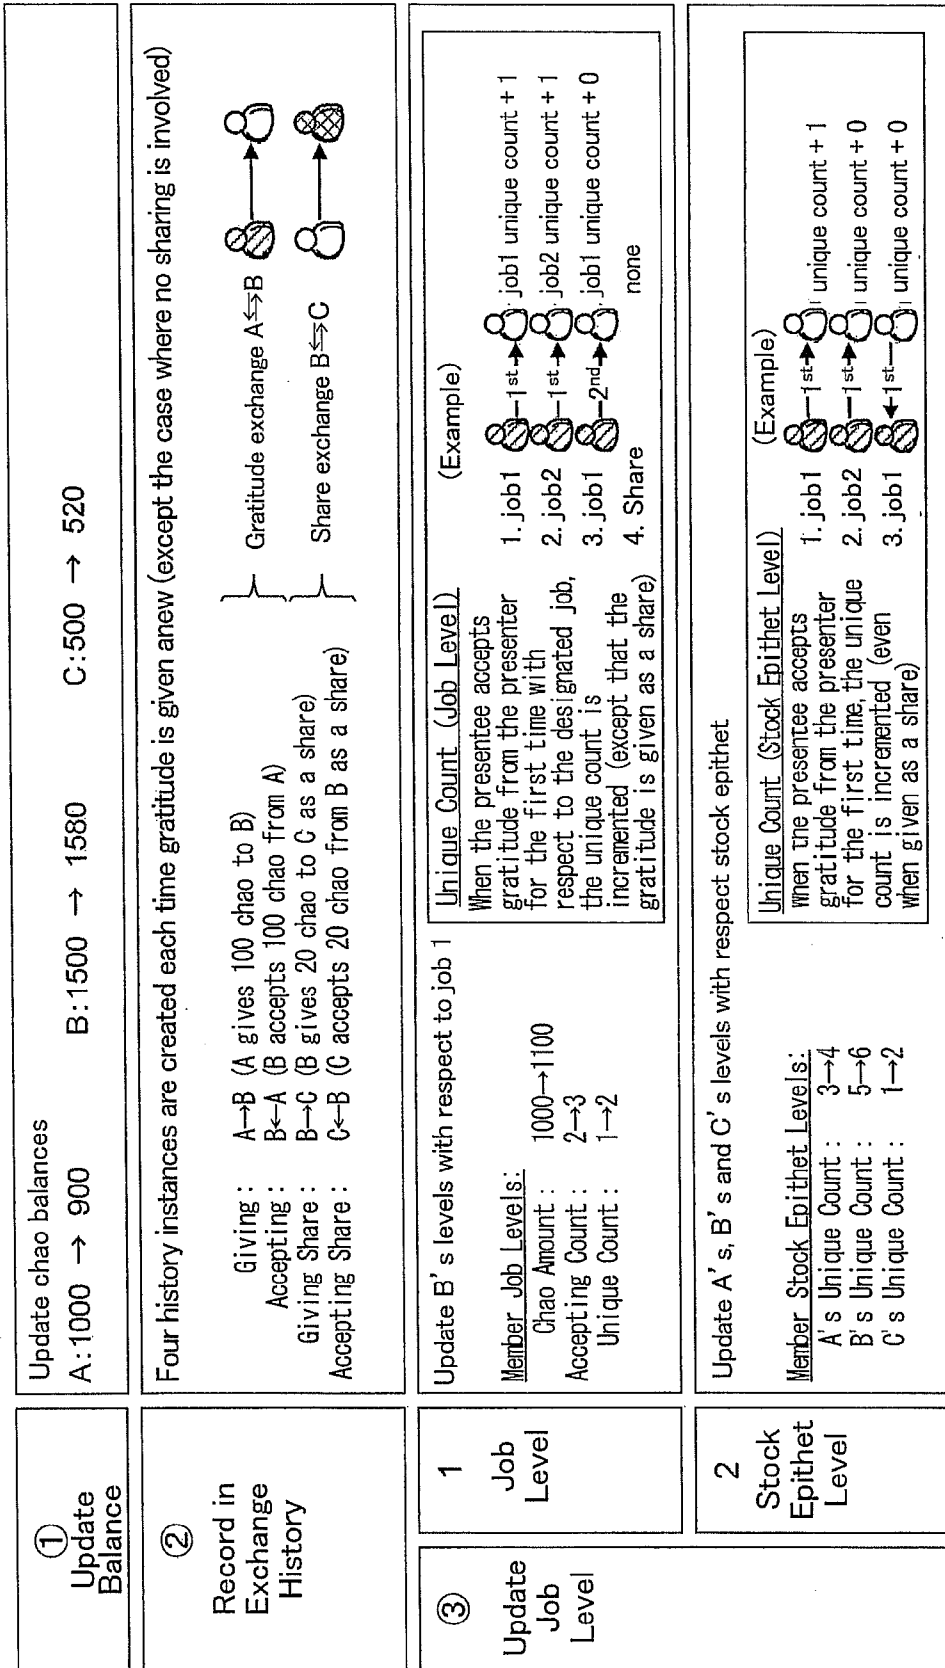 ①
Update
Balance
Update chao balances
A:1000 → 900
B:1500 → 1580
C:500 → 520
②
Record in
Exchange
History
Four history instances are created each time gratitude is given anew (except the case where no sharing is involved)
Giving : A→B (A gives 100 chao to B)
Accepting : B←A (B accepts 100 chao from A)
Giving Share : B→C (B gives 20 chao to C as a share)
Accepting Share : C←B (C accepts 20 chao from B as a share)
Gratitude exchange A⇆B
Share exchange B⇆C
③
Update
Job
Level
1
Job
Level
Update B's levels with respect to job 1
Member Job Levels:
Chao Amount : 1000→1100
Accepting Count : 2→3
Unique Count : 1→2
Unique Count (Job Level)
When the presentee accepts
gratitude from the presenter
for the first time with
respect to the designated job,
the unique count is
incremented (except that the
gratitude is given as a share)
(Example)
1. job1 1st job1 unique count + 1
2. job2 1st job2 unique count + 1
3. job1 2nd job1 unique count + 0
4. Share none
2
Stock
Epithet
Level
Update A's, B's and C's levels with respect stock epithet
Member Stock Epithet Levels:
A's Unique Count : 3→4
B's Unique Count : 5→6
C's Unique Count : 1→2
Unique Count (Stock Epithet Level)
When the presentee accepts
gratitude from the presenter
for the first time, the unique
count is incremented (even
when given as a share)
(Example)
1. job1 1st unique count + 1
2. job2 1st unique count + 0
3. job1 1st unique count + 0